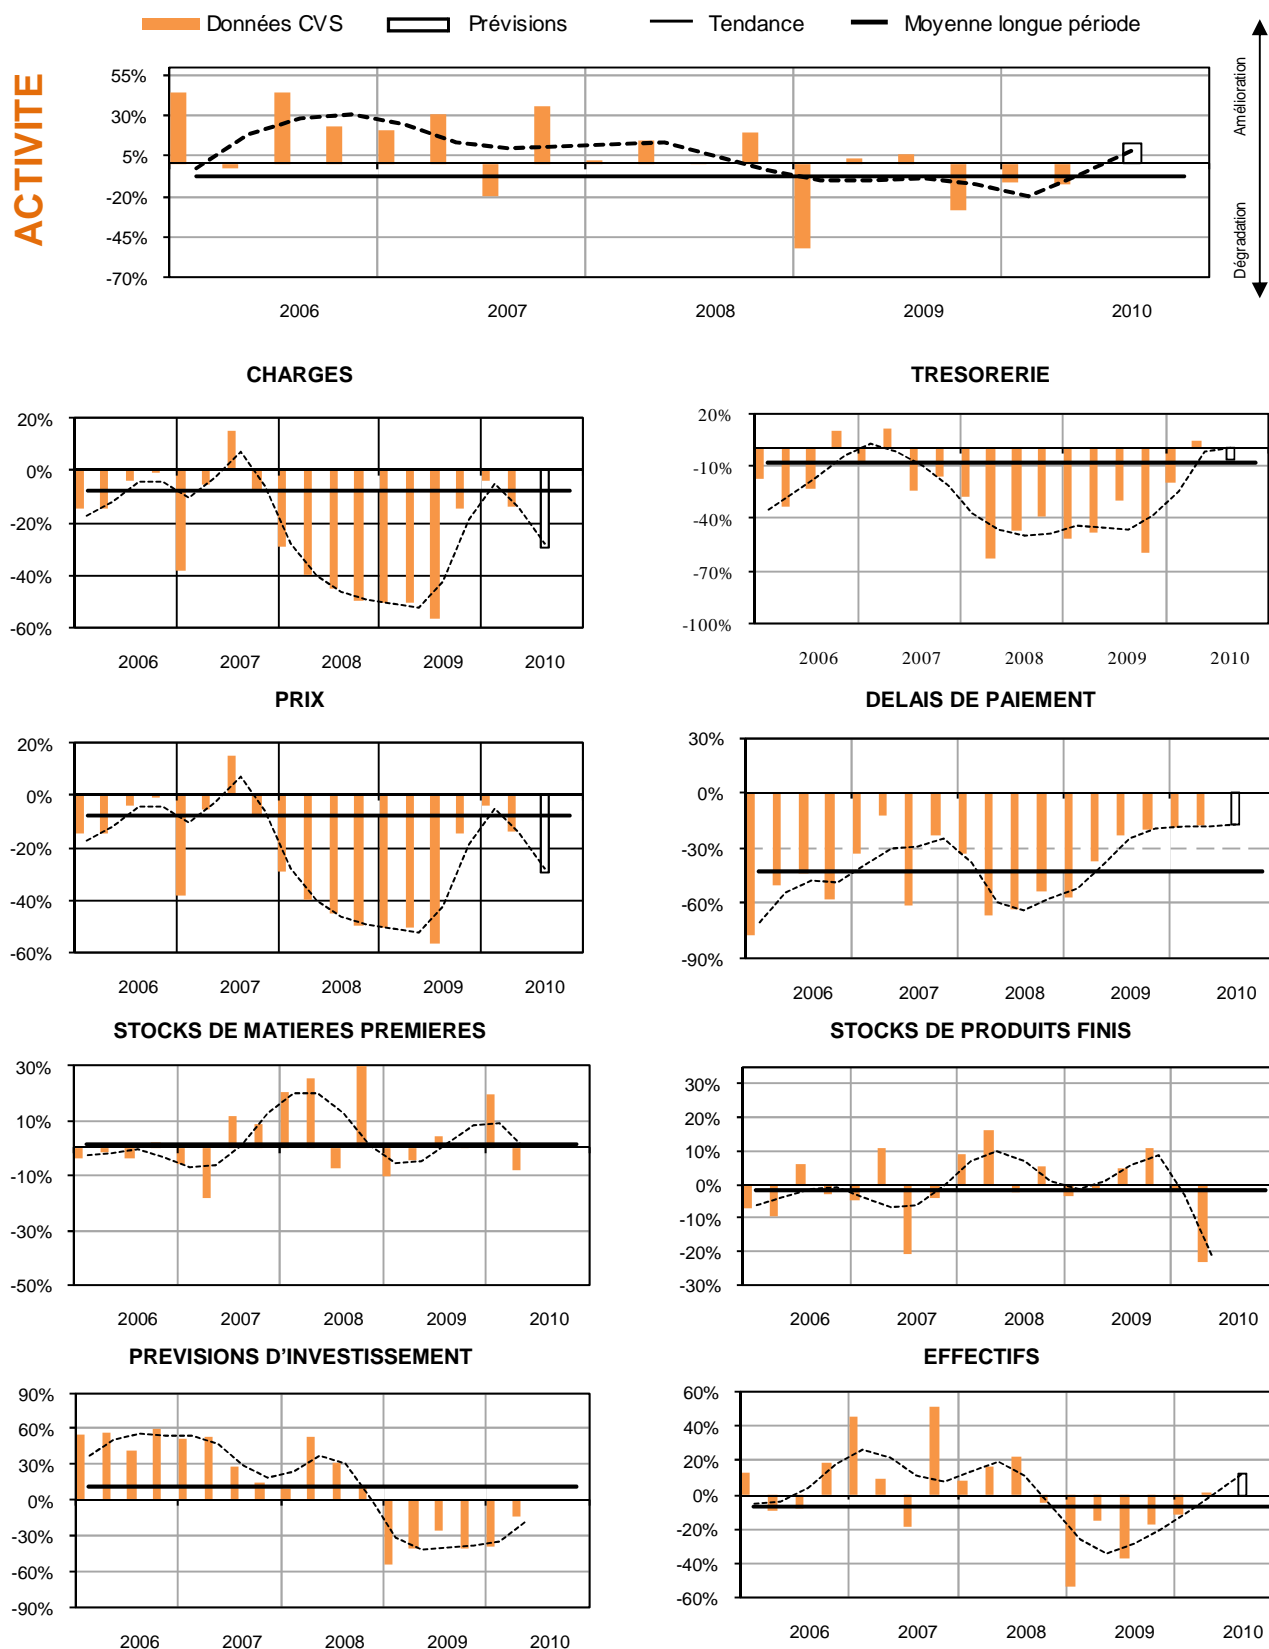 Données CVS Prévisions Tendance Moyenne longue période
ACTIVITE
55%
30%
5%
-20%
-45%
-70%
2006 2007 2008 2009 2010
Amélioration
Dégradation
CHARGES
20%
0%
-20%
-40%
-60%
2006 2007 2008 2009 2010
TRESORERIE
20%
-10%
-40%
-70%
-100%
2006 2007 2008 2009 2010
PRIX
20%
0%
-20%
-40%
-60%
2006 2007 2008 2009 2010
DELAIS DE PAIEMENT
30%
0%
-30%
-60%
-90%
2006 2007 2008 2009 2010
STOCKS DE MATIERES PREMIERES
30%
10%
-10%
-30%
-50%
2006 2007 2008 2009 2010
STOCKS DE PRODUITS FINIS
30%
20%
10%
0%
-10%
-20%
-30%
2006 2007 2008 2009 2010
PREVISIONS D’INVESTISSEMENT
90%
60%
30%
0%
-30%
-60%
-90%
2006 2007 2008 2009 2010
EFFECTIFS
60%
40%
20%
0%
-20%
-40%
-60%
2006 2007 2008 2009 2010